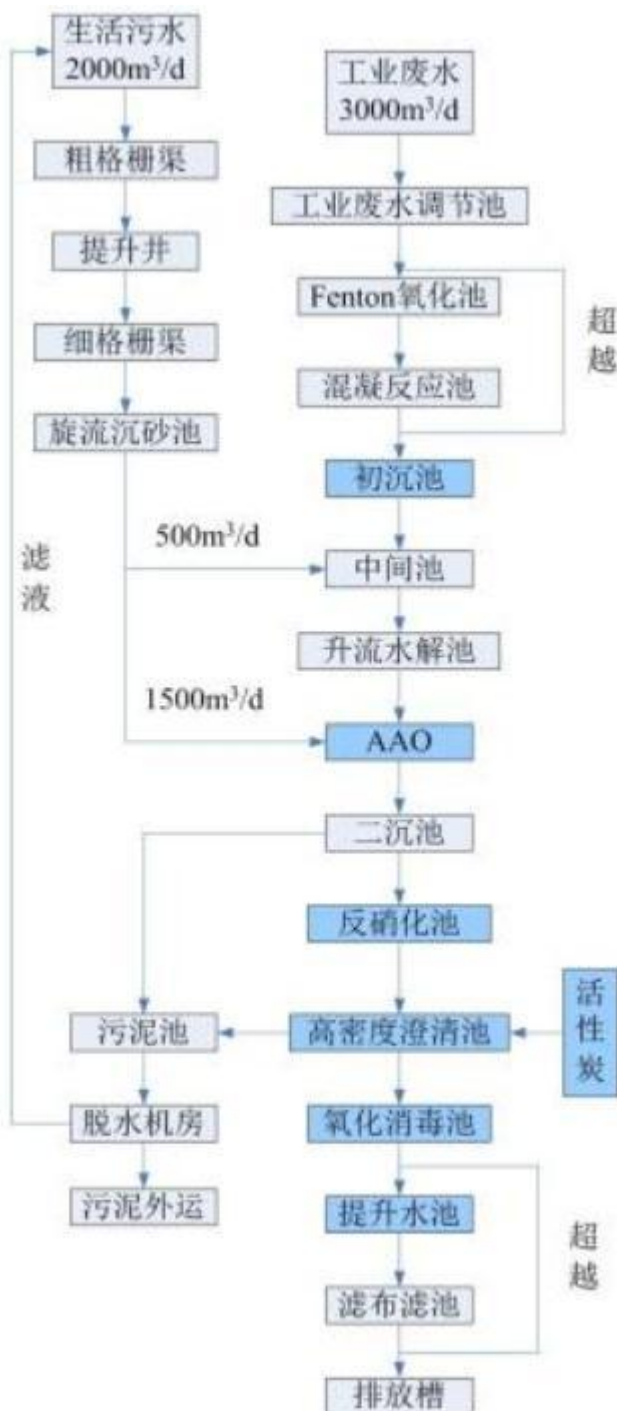 生活污水
2000m³/d
粗格栅渠
提升井
细格栅渠
旋流沉砂池
工业废水
3000m³/d
工业废水调节池
Fenton氧化池
混凝反应池
超
越
初沉池
500m³/d
中间池
升流水解池
1500m³/d
AAO
二沉池
反硝化池
高密度澄清池
活
性
炭
氧化消毒池
提升水池
滤布滤池
超
越
排放槽
污泥池
脱水机房
污泥外运
滤
液